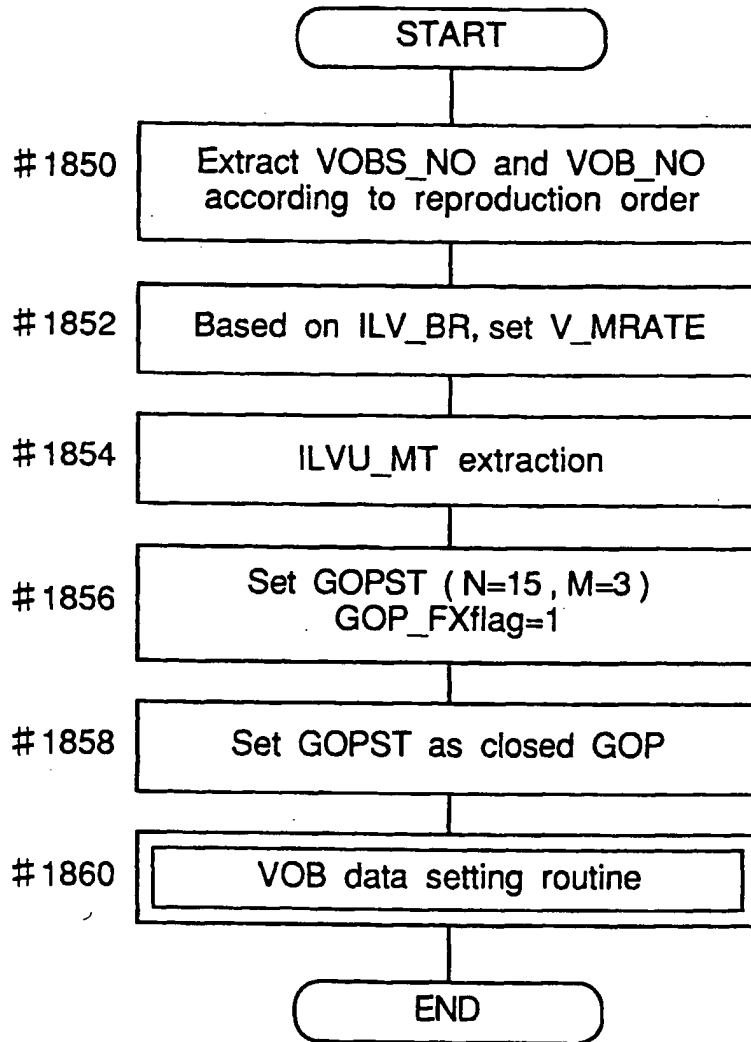 START
#1850
Extract VOBS_NO and VOB_NO
according to reproduction order
#1852
Based on ILV_BR, set V_MRATE
#1854
ILVU_MT extraction
#1856
Set GOPST (N=15, M=3)
GOP_FXflag=1
#1858
Set GOPST as closed GOP
#1860
VOB data setting routine
END